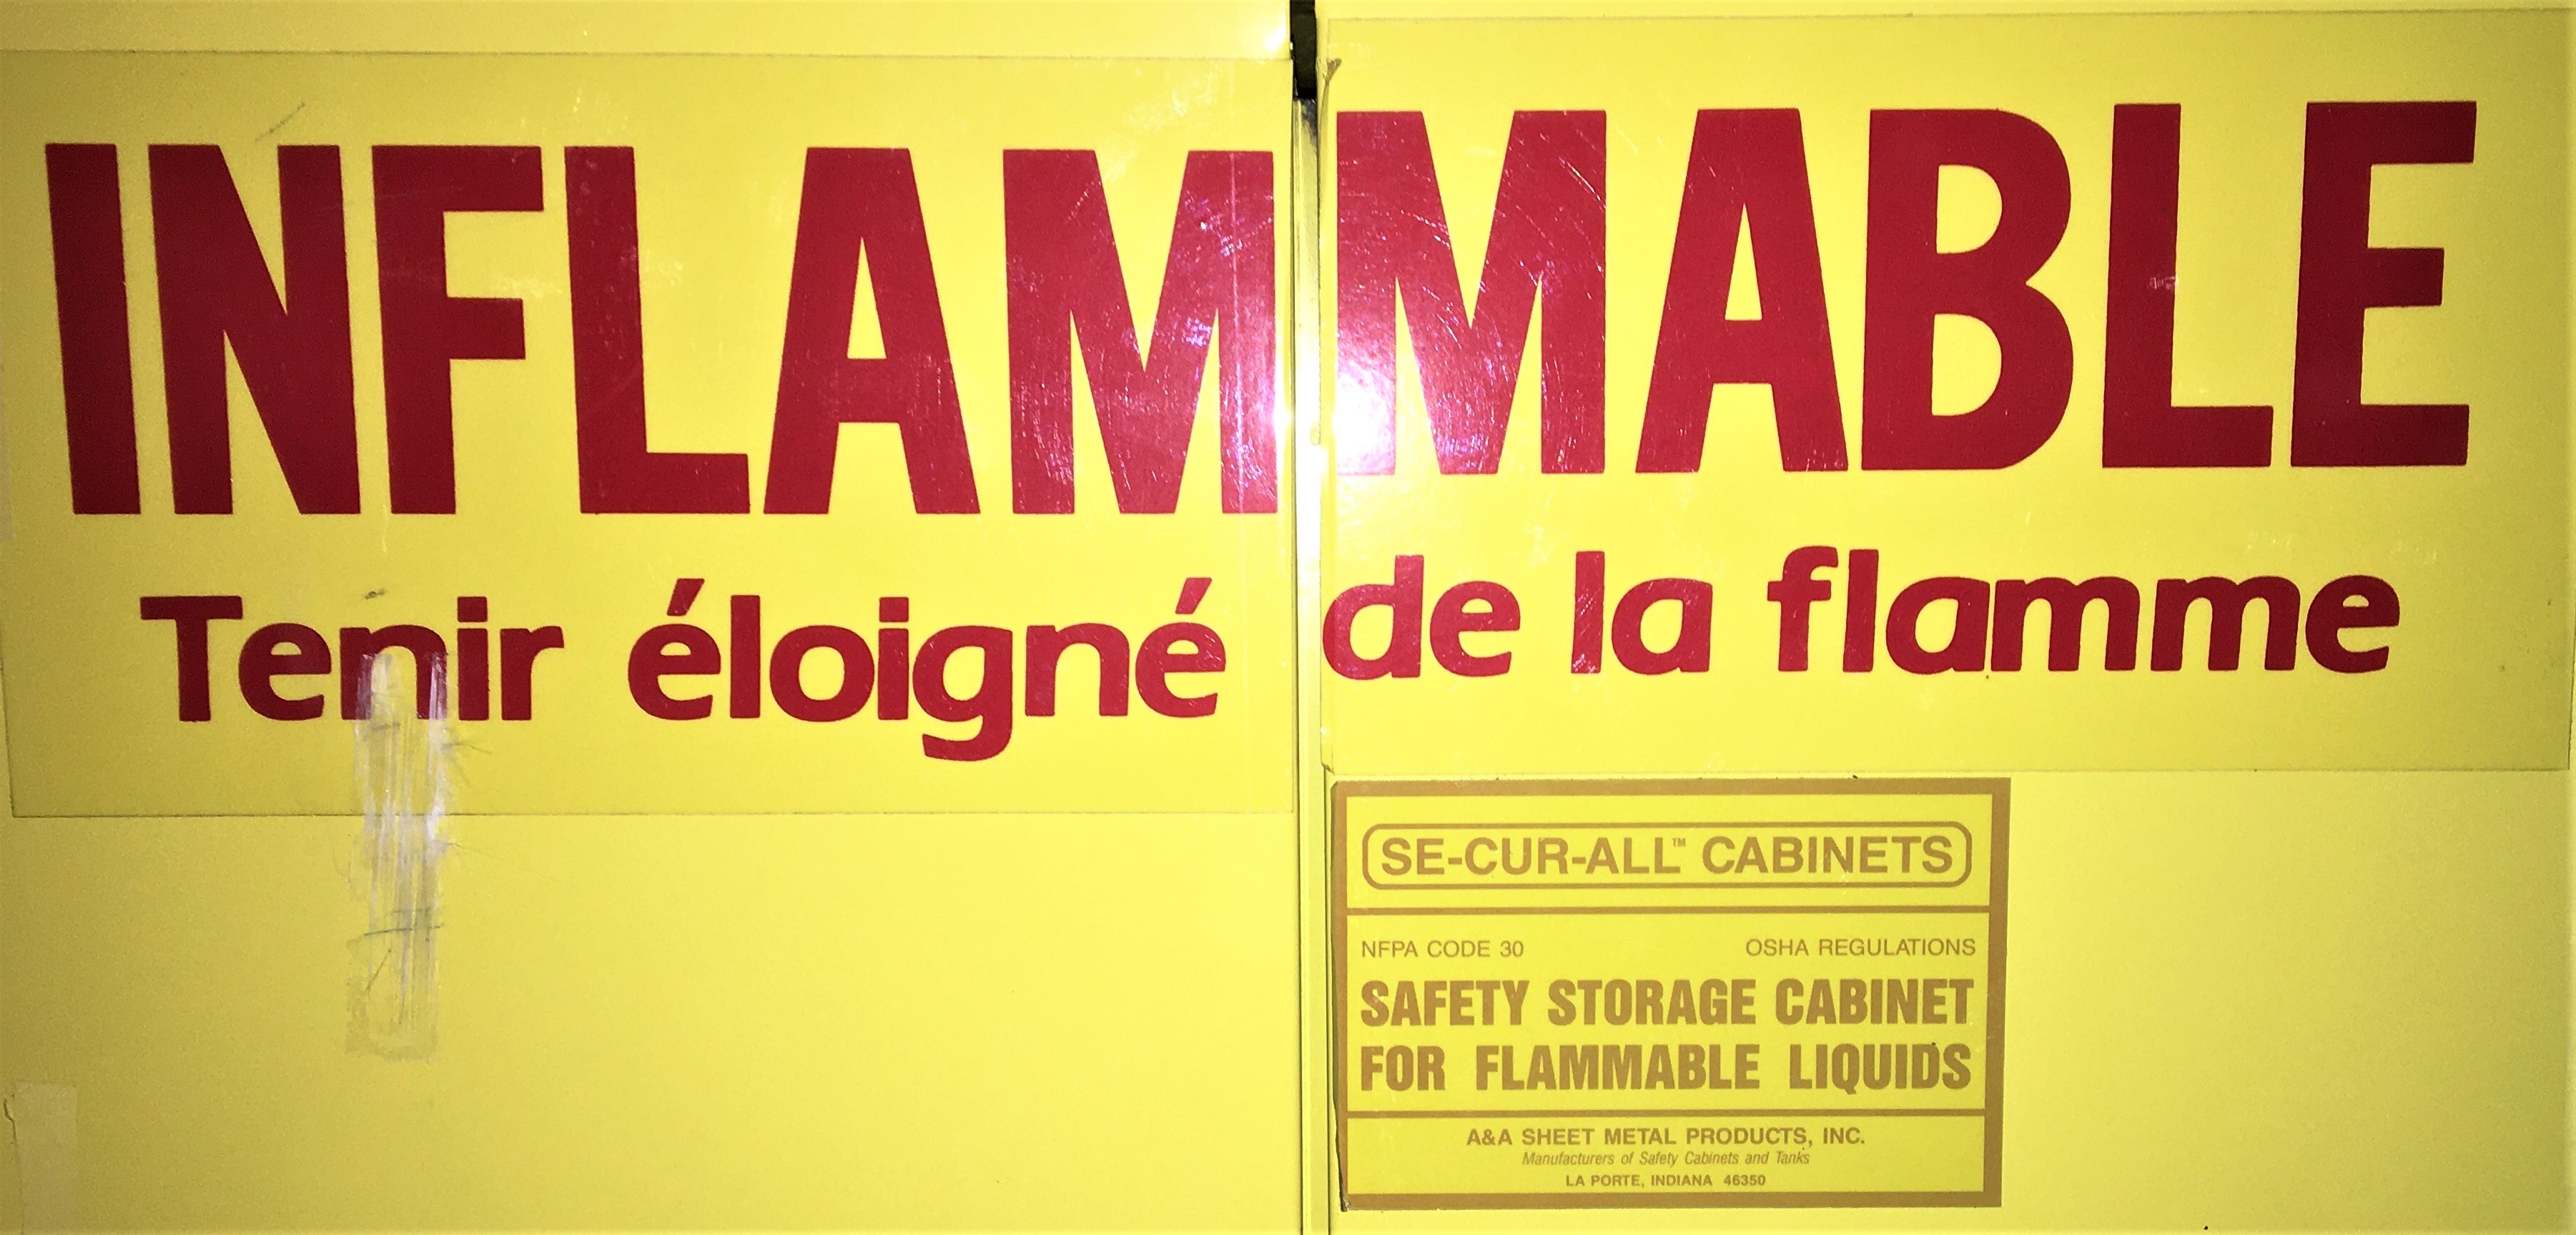 INFLAMMABLE
Tenir éloigné de la flamme
SE-CUR-ALL™ CABINETS
NFPA CODE 30 OSHA REGULATIONS
SAFETY STORAGE CABINET
FOR FLAMMABLE LIQUIDS
A&A SHEET METAL PRODUCTS, INC.
Manufacturers of Safety Cabinets and Tanks
LA PORTE, INDIANA 46350